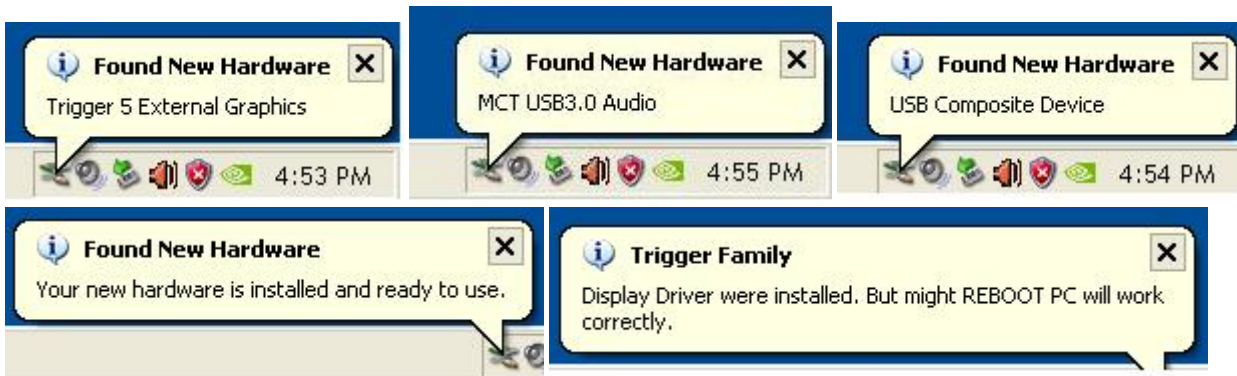 Found New Hardware
Trigger 5 External Graphics
4:53 PM
Found New Hardware
MCT USB3.0 Audio
4:55 PM
Found New Hardware
USB Composite Device
4:54 PM
Found New Hardware
Your new hardware is installed and ready to use.
Trigger Family
Display Driver were installed. But might REBOOT PC will work
correctly.